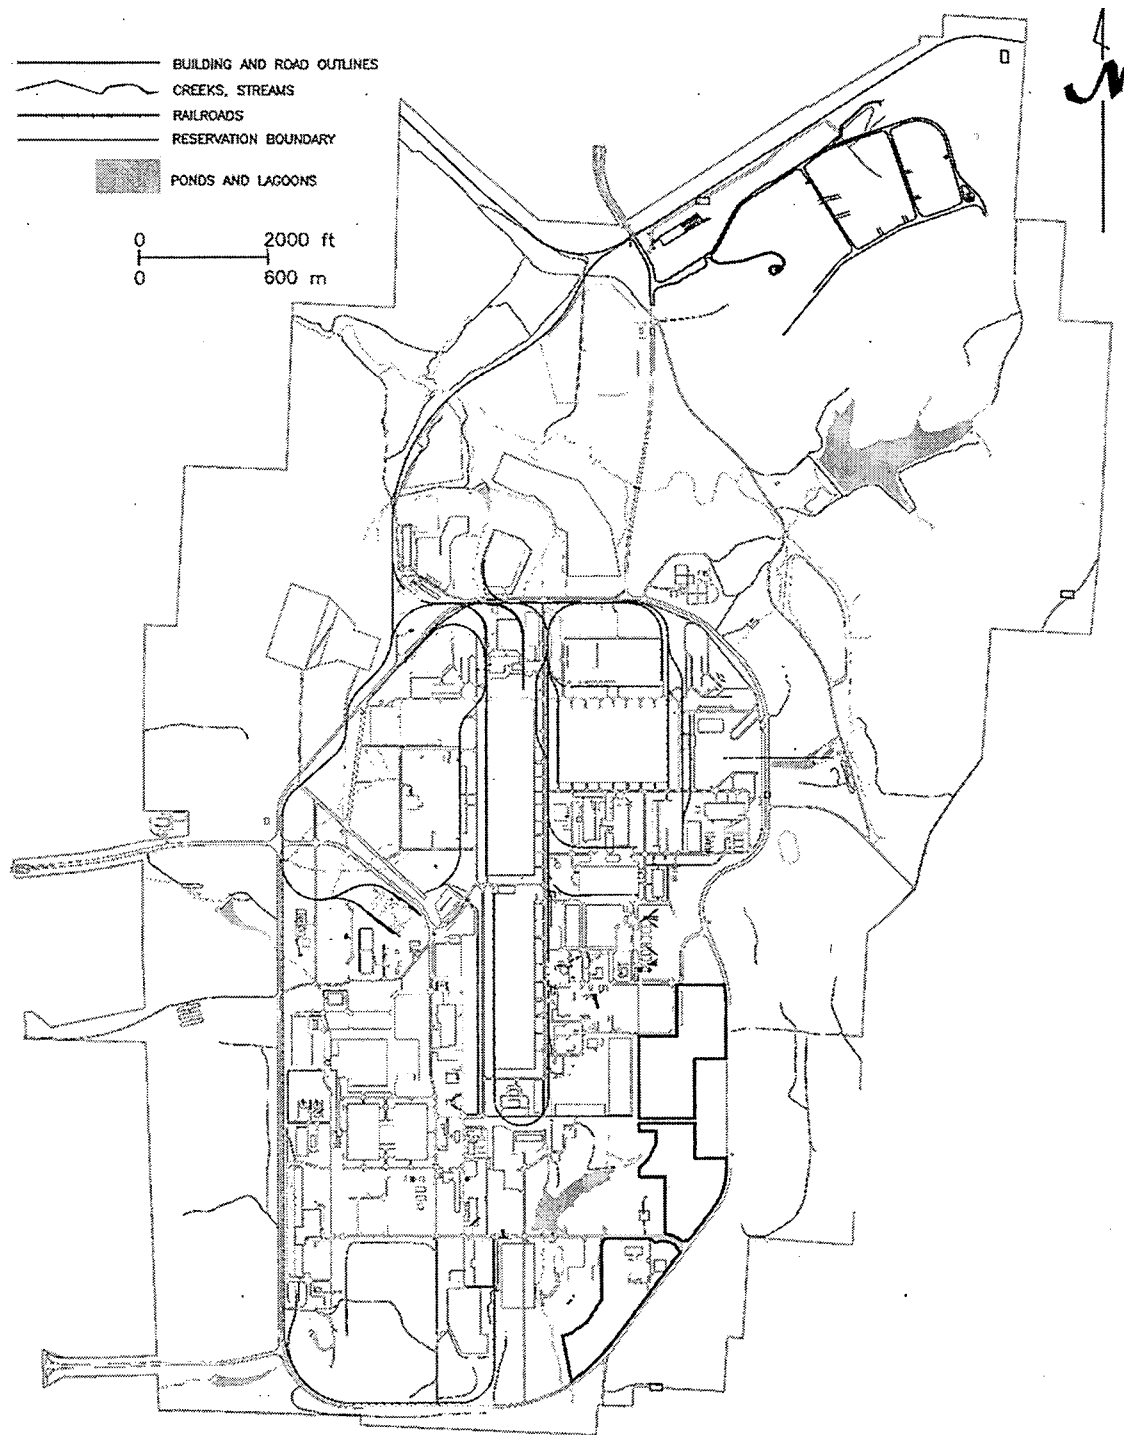 BUILDING AND ROAD OUTLINES
CREEKS, STREAMS
RAILROADS
RESERVATION BOUNDARY
PONDS AND LAGOONS
0 2000 ft
0 600 m
N